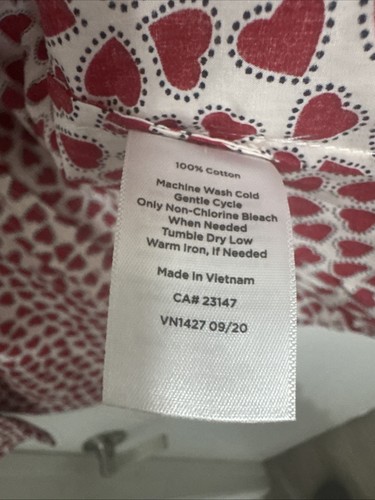 100% Cotton
Machine Wash Cold
Gentle Cycle
Only Non-Chlorine Bleach
When Needed
Tumble Dry Low
Warm Iron, If Needed
Made In Vietnam
CA# 23147
VN1427 09/20